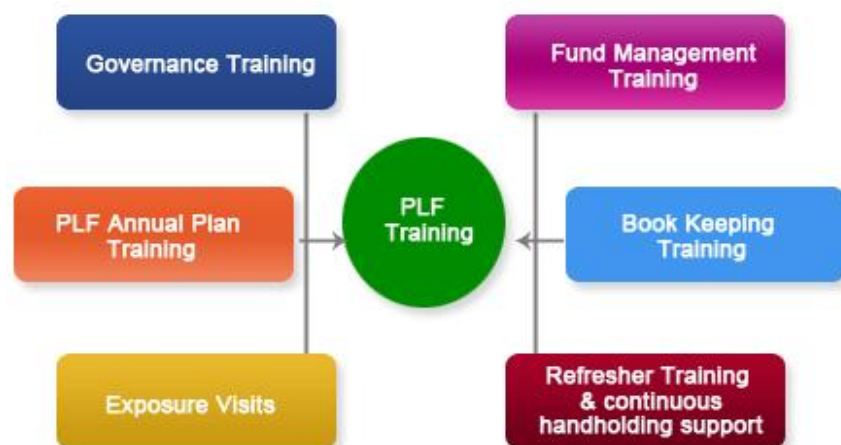 Governance Training
Fund Management
Training
PLF Annual Plan
Training
PLF
Training
Book Keeping
Training
Exposure Visits
Refresher Training
& continuous
handholding support